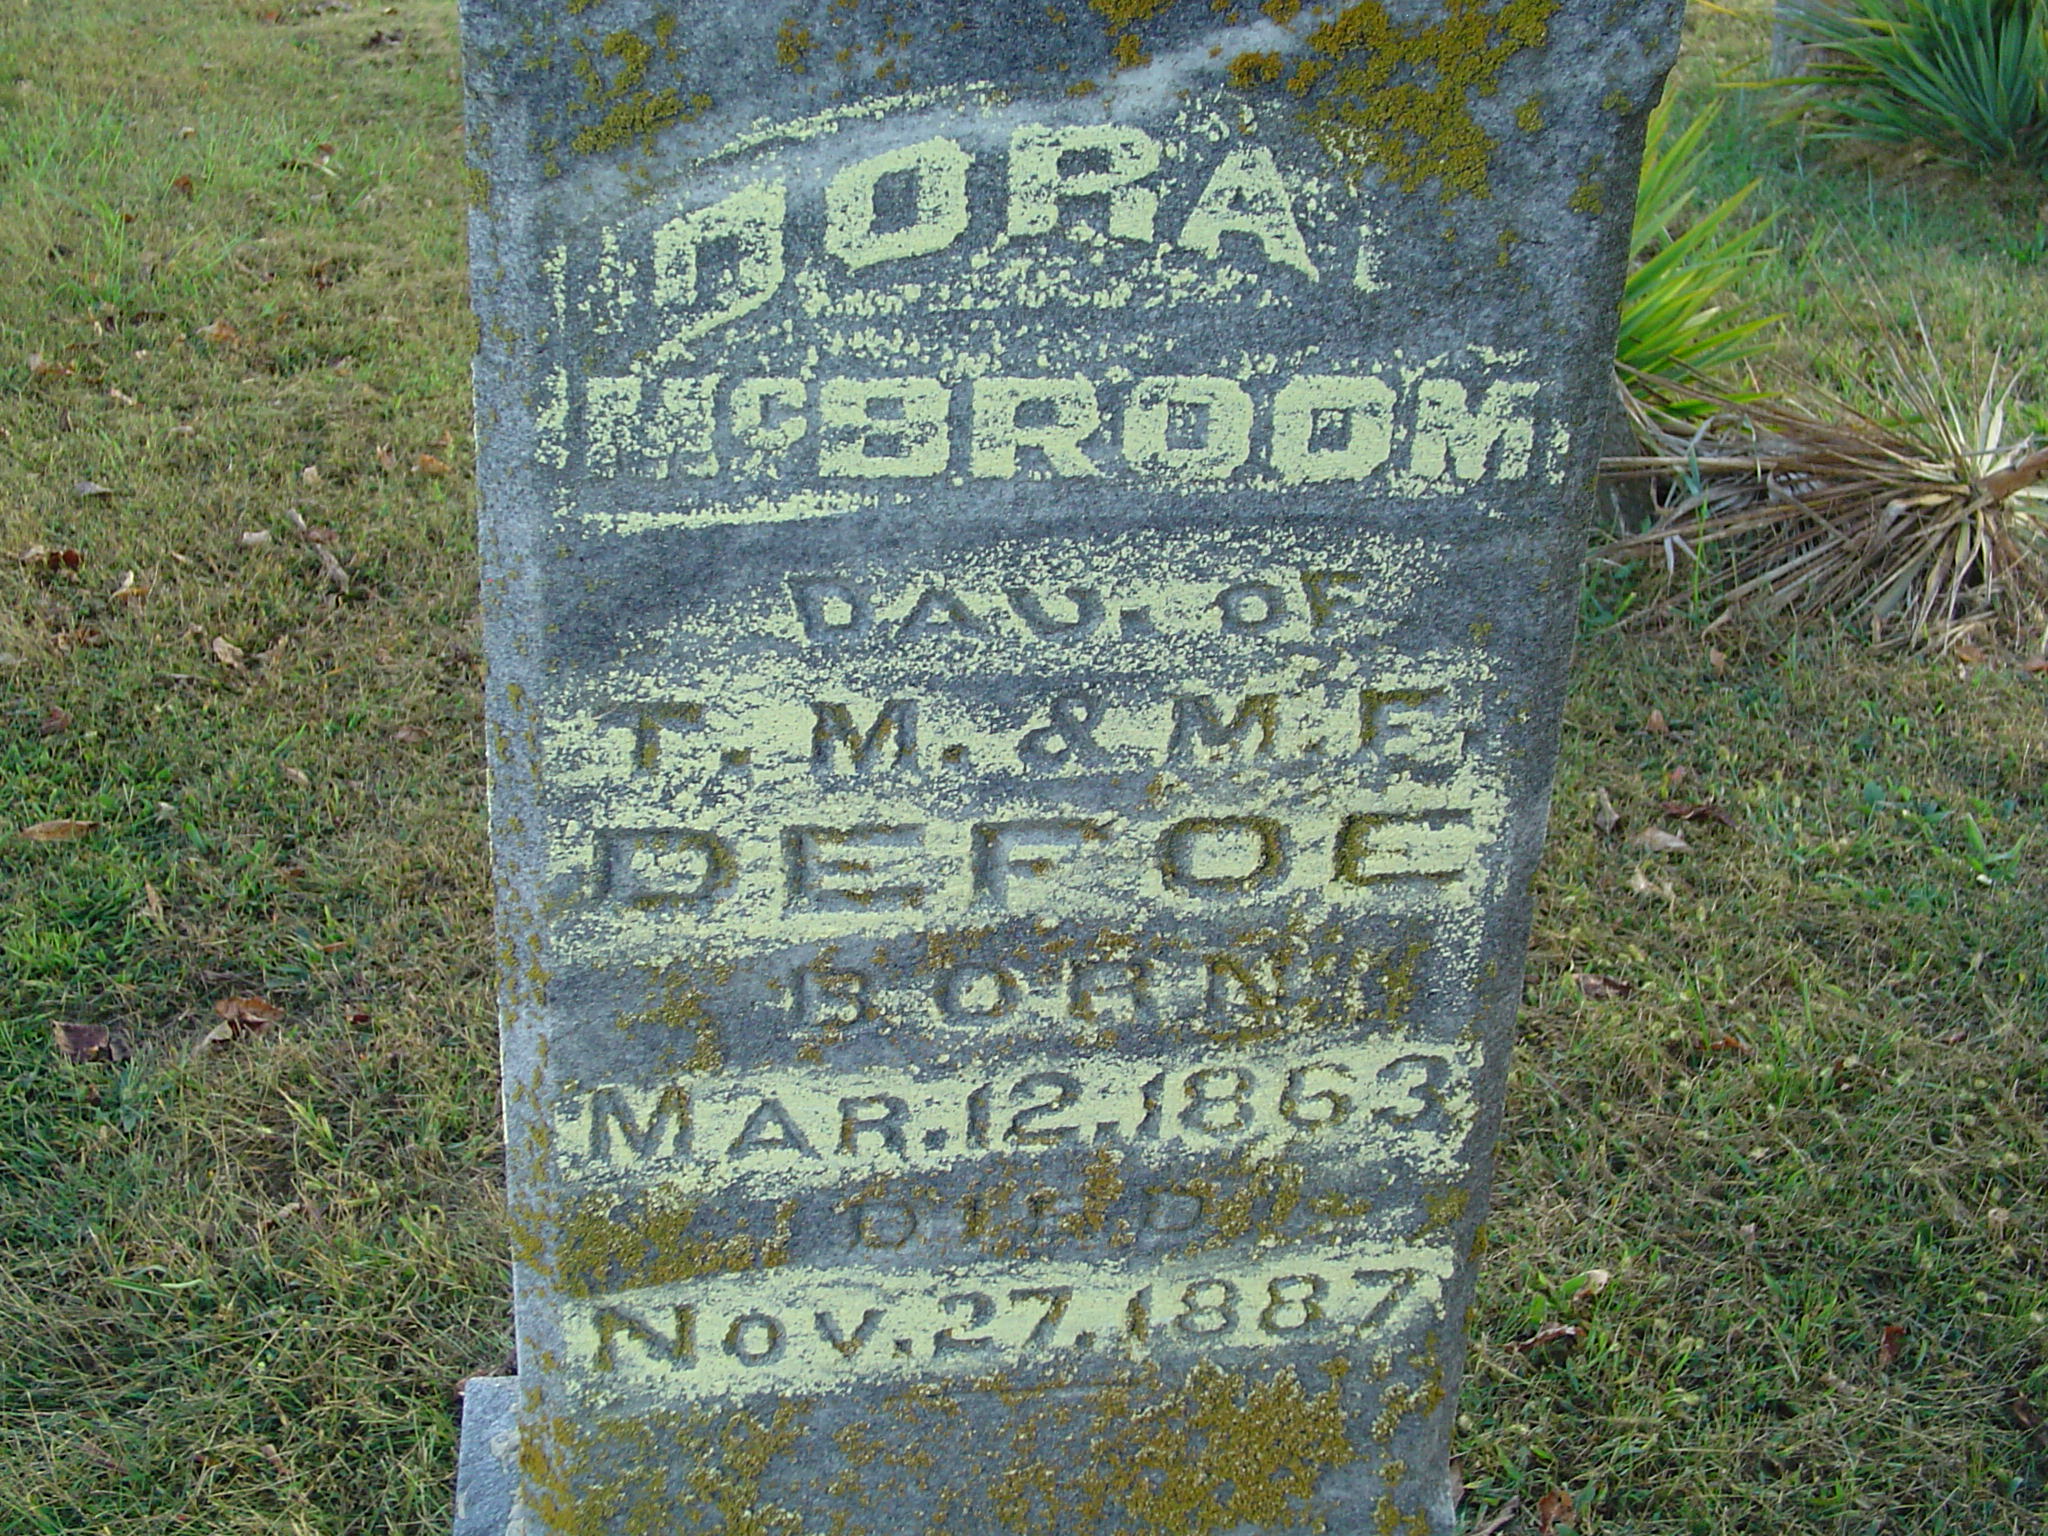 DORA
McBROOM
DAU. OF
T. M. & M. E.
DEFOE
BORN
MAR. 12, 1863
DIED
NOV. 27, 1887